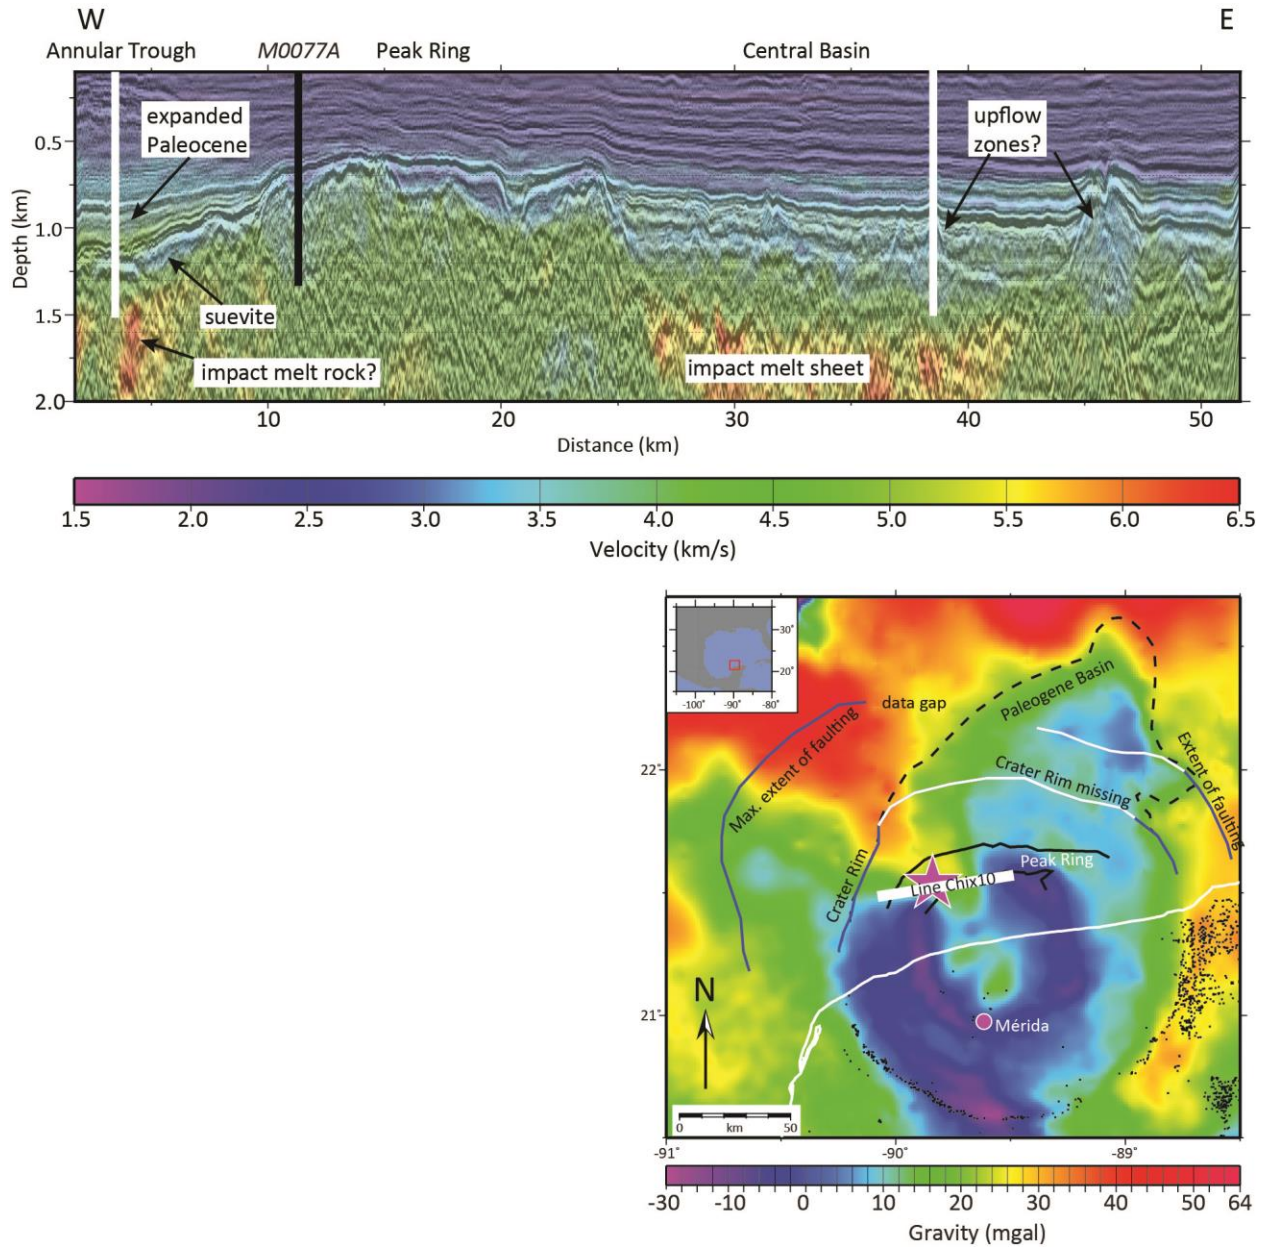 W
E
Annular Trough
M0077A
Peak Ring
Central Basin
expanded
Paleocene
upflow
zones?
suevite
impact melt rock?
impact melt sheet
Depth (km)
0.5
1.0
1.5
2.0
10
20
30
40
50
Distance (km)
1.5
2.0
2.5
3.0
3.5
4.0
4.5
5.0
5.5
6.0
6.5
Velocity (km/s)
30°
20°
-100°
-90°
-80°
data gap
Max. extent of faulting
Paleogene Basin
Extent of faulting
Crater Rim missing
Crater Rim
Peak Ring
Line Chix10
22°
21°
N
Mérida
0
km
50
-91°
-90°
-89°
-30
-10
0
10
20
30
40
50
64
Gravity (mgal)